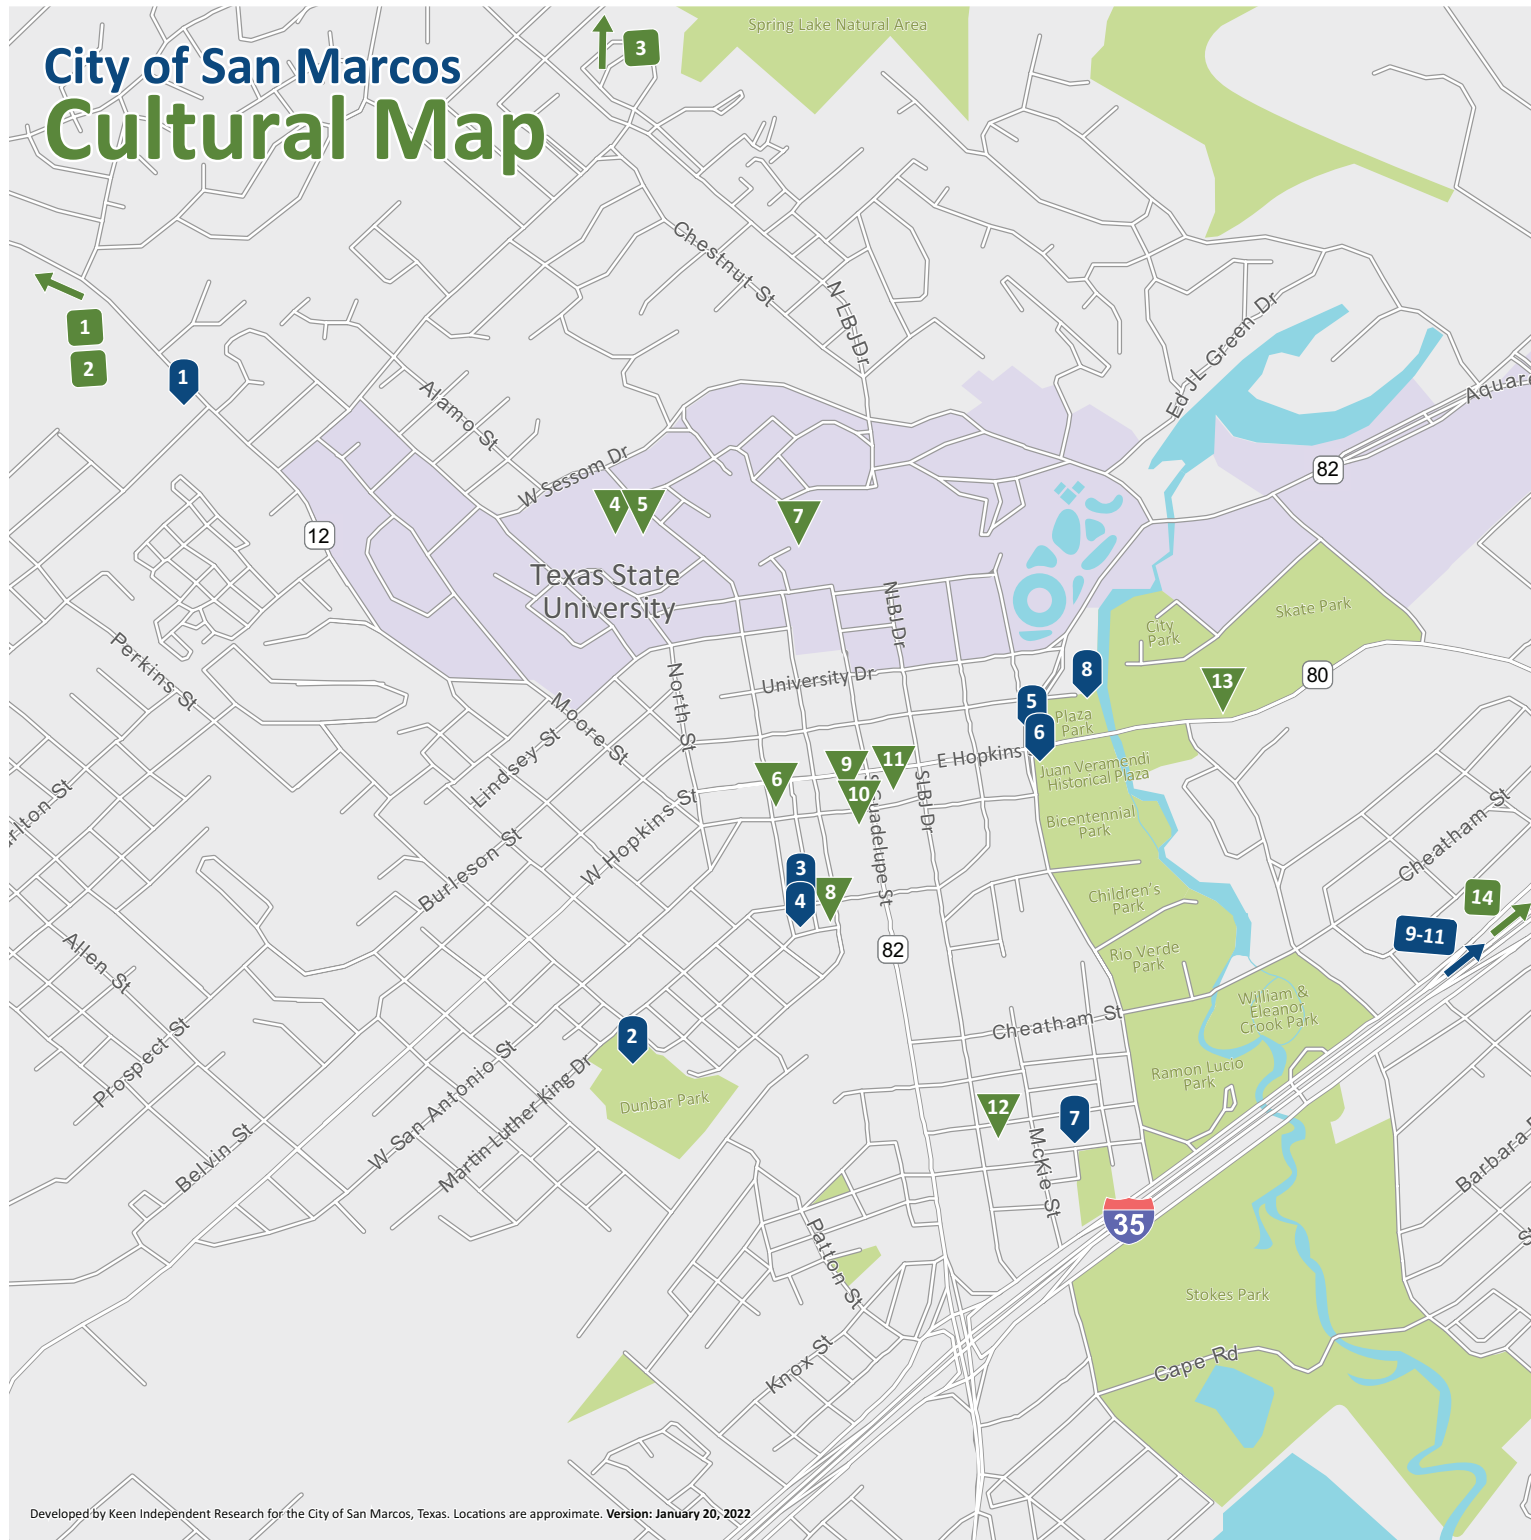 Spring Lake Natural Area
3
City of San Marcos
Cultural Map
Chestnut St
N LBJ Dr
1
2
1
Ed JL Green Dr
Alamo St
Aquare
W Sessom Dr
82
4
5
7
12
Texas State
University
N LBJ Dr
City
Park
Skate Park
Perkins St
North St
University Dr
8
13
80
5
6
Plaza
Park
Moore St
Lindsey St
E Hopkins
Juan Veramendi
Historical Plaza
6
9
10
11
S Guadelupe St
S LBJ Dr
W Hopkins St
Bicentennial
Park
Cheatham St
Burleson St
3
4
8
Children's
Park
14
9-11
82
Rio Verde
Park
Allen St
William &
Eleanor
Crook Park
Cheatham St
2
Prospect St
W San Antonio St
Martin Luther King Dr
Dunbar Park
Ramon Lucio
Park
12
7
Belvin St
McKie St
Barbara
35
Patton St
Stokes Park
Knox St
Cape Rd
Developed by Keen Independent Research for the City of San Marcos, Texas. Locations are approximate. Version: January 20, 2022